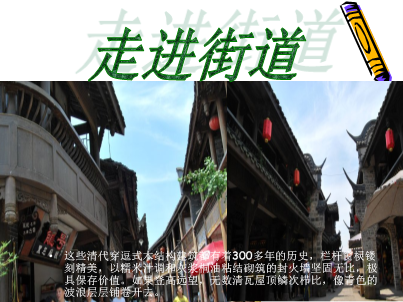 走进街道
这些清代穿逗式木结构建筑都有着300多年的历史，栏杆窗棂镂
刻精美，以糯米汁调和灰浆桐油粘结砌筑的封火墙坚固无比，极
具保存价值。如果登高远望，无数清瓦屋顶鳞次栉比，像青色的
波浪层层铺卷开去。